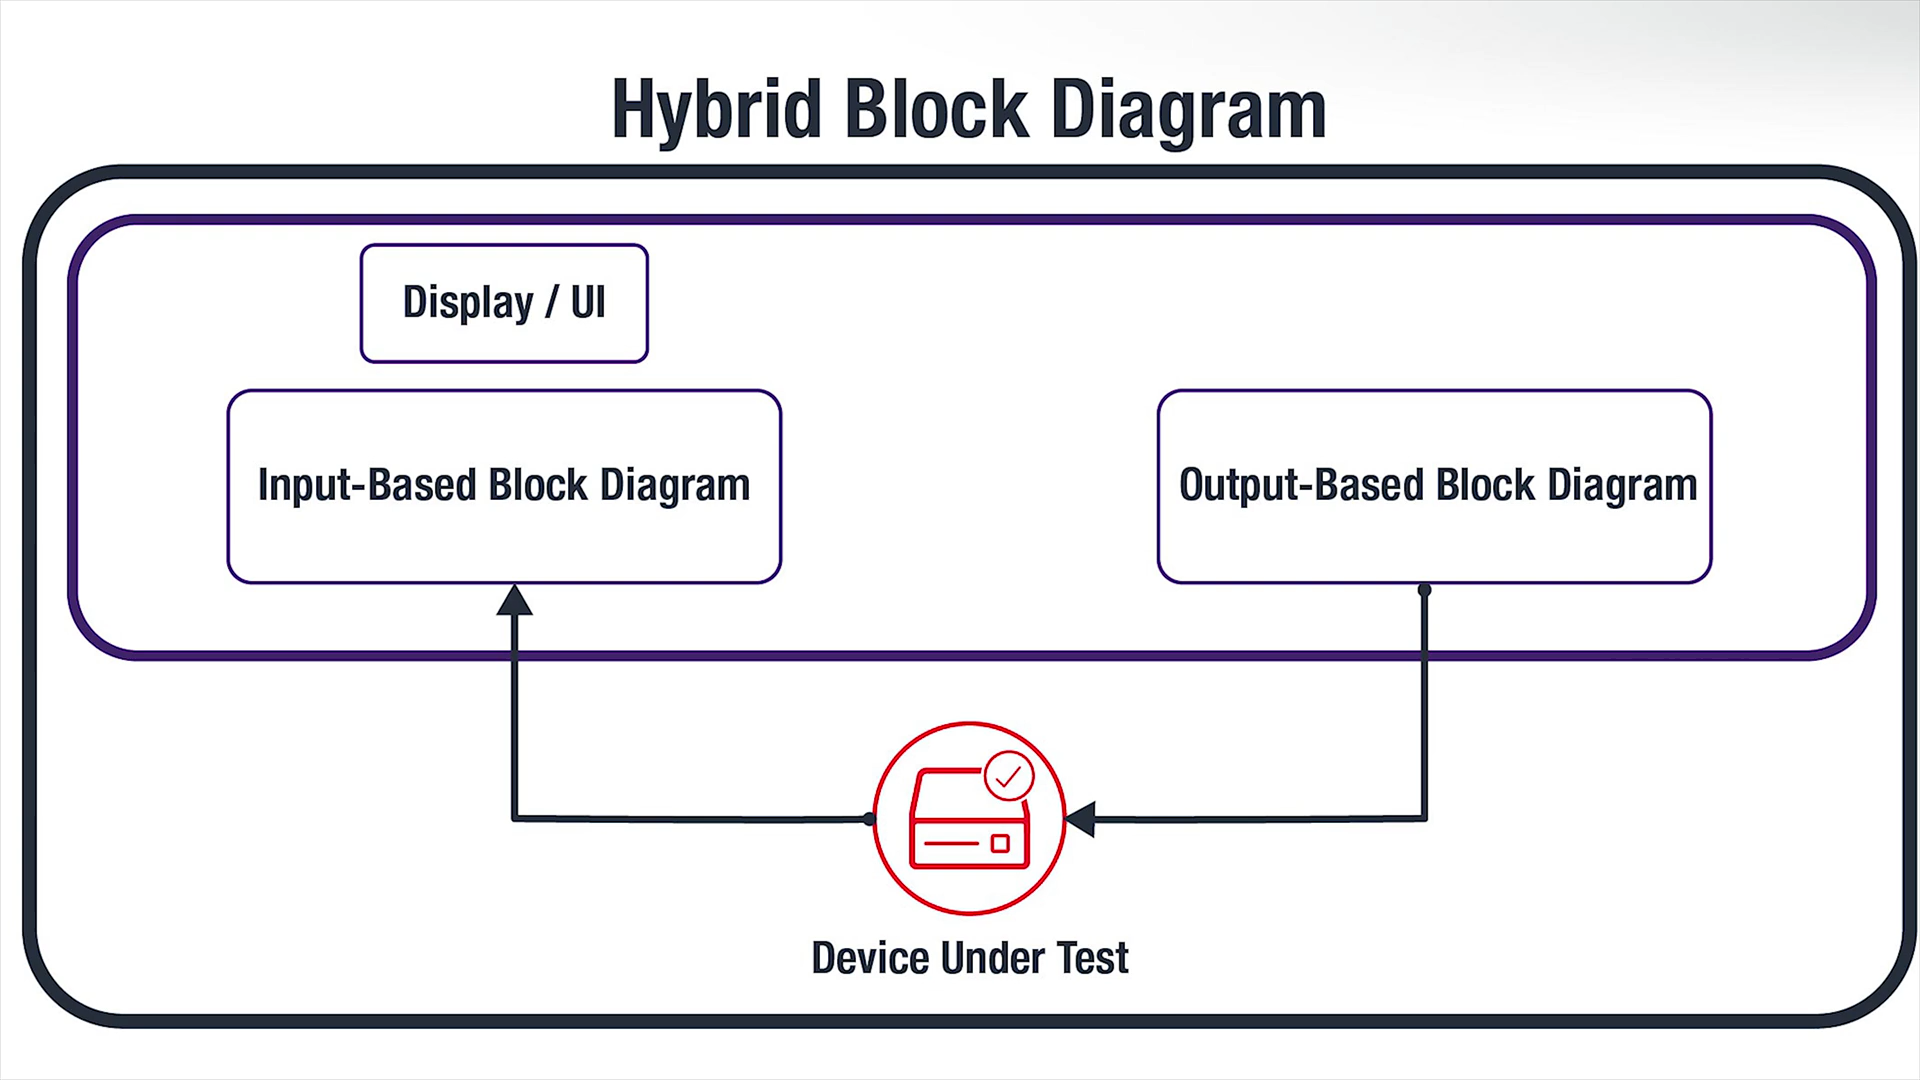 Hybrid Block Diagram
Display / UI
Input-Based Block Diagram
Output-Based Block Diagram
Device Under Test